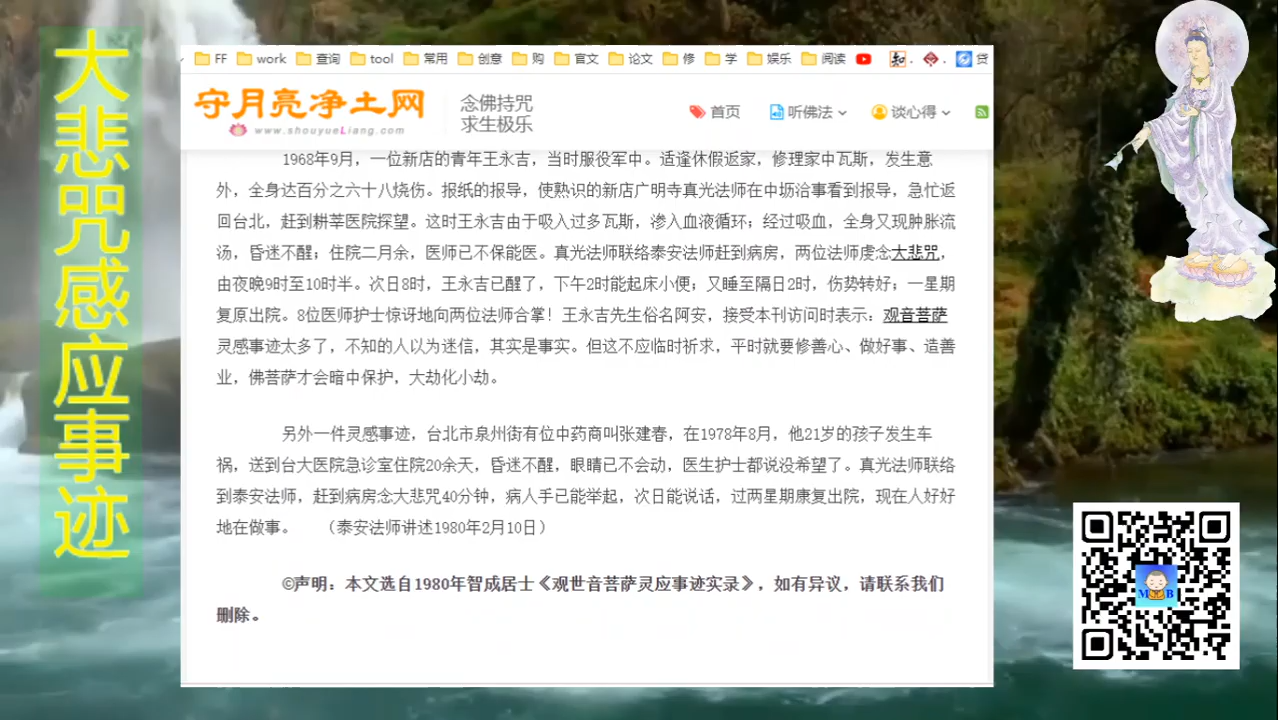 大悲咒感应事迹
FF work 查询 tool 常用 创意 购 官文 论文 修 学 娱乐 阅读 知 贷
守月亮净土网
www.shouyueLiang.com
念佛持咒
求生极乐
首页 听佛法 谈心得
1968年9月，一位新店的青年王永吉，当时服役军中。适逢休假返家，修理家中瓦斯，发生意
外，全身达百分之六十八烧伤。报纸的报导，使熟识的新店广明寺真光法师在中坜洽事看到报导，急忙返
回台北，赶到耕莘医院探望。这时王永吉由于吸入过多瓦斯，渗入血液循环；经过吸血，全身又现肿胀流
汤，昏迷不醒；住院二月余，医师已不保能医。真光法师联络泰安法师赶到病房，两位法师虔念大悲咒，
由夜晚9时至10时半。次日8时，王永吉已醒了，下午2时能起床小便；又睡至隔日2时，伤势转好；一星期
复原出院。8位医师护士惊讶地向两位法师合掌！王永吉先生俗名阿安，接受本刊访问时表示：观音菩萨
灵感事迹太多了，不知的人以为迷信，其实是事实。但这不应临时祈求，平时就要修善心、做好事、造善
业，佛菩萨才会暗中保护，大劫化小劫。
另外一件灵感事迹，台北市泉州街有位中药商叫张建春，在1978年8月，他21岁的孩子发生车
祸，送到台大医院急诊室住院20余天，昏迷不醒，眼睛已不会动，医生护士都说没希望了。真光法师联络
到泰安法师，赶到病房念大悲咒40分钟，病人手已能举起，次日能说话，过两星期康复出院，现在人好好
地在做事。 （泰安法师讲述1980年2月10日）
©声明：本文选自1980年智成居士《观世音菩萨灵应事迹实录》，如有异议，请联系我们
删除。
M B